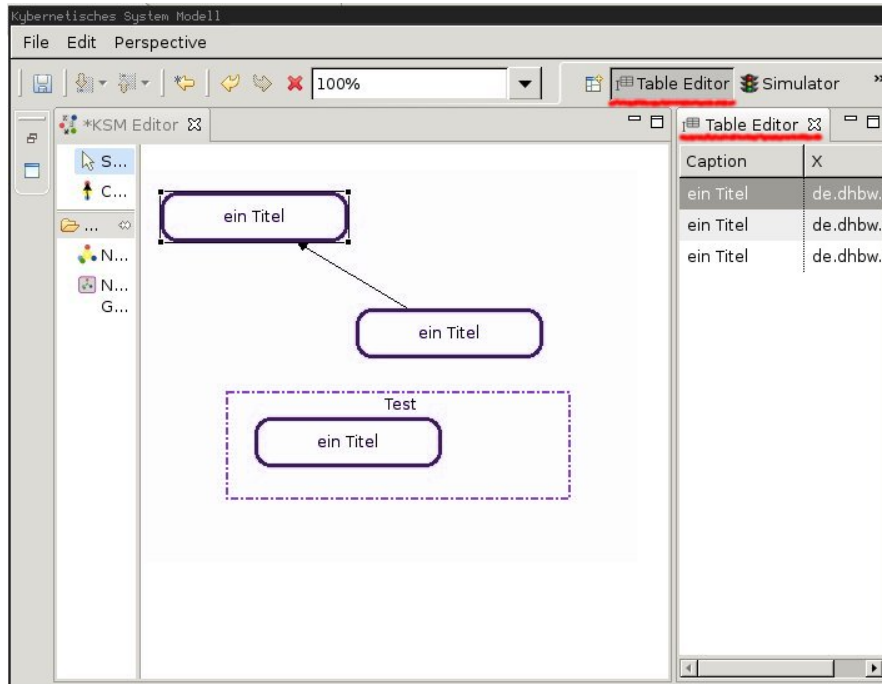 Kybernetisches System Modell
File Edit Perspective
100%
Table Editor
Simulator
»
*KSM Editor
Table Editor
S...
C...
...
N...
N...
G...
ein Titel
ein Titel
Test
ein Titel
Caption X
ein Titel de.dhbw.
ein Titel de.dhbw.
ein Titel de.dhbw.